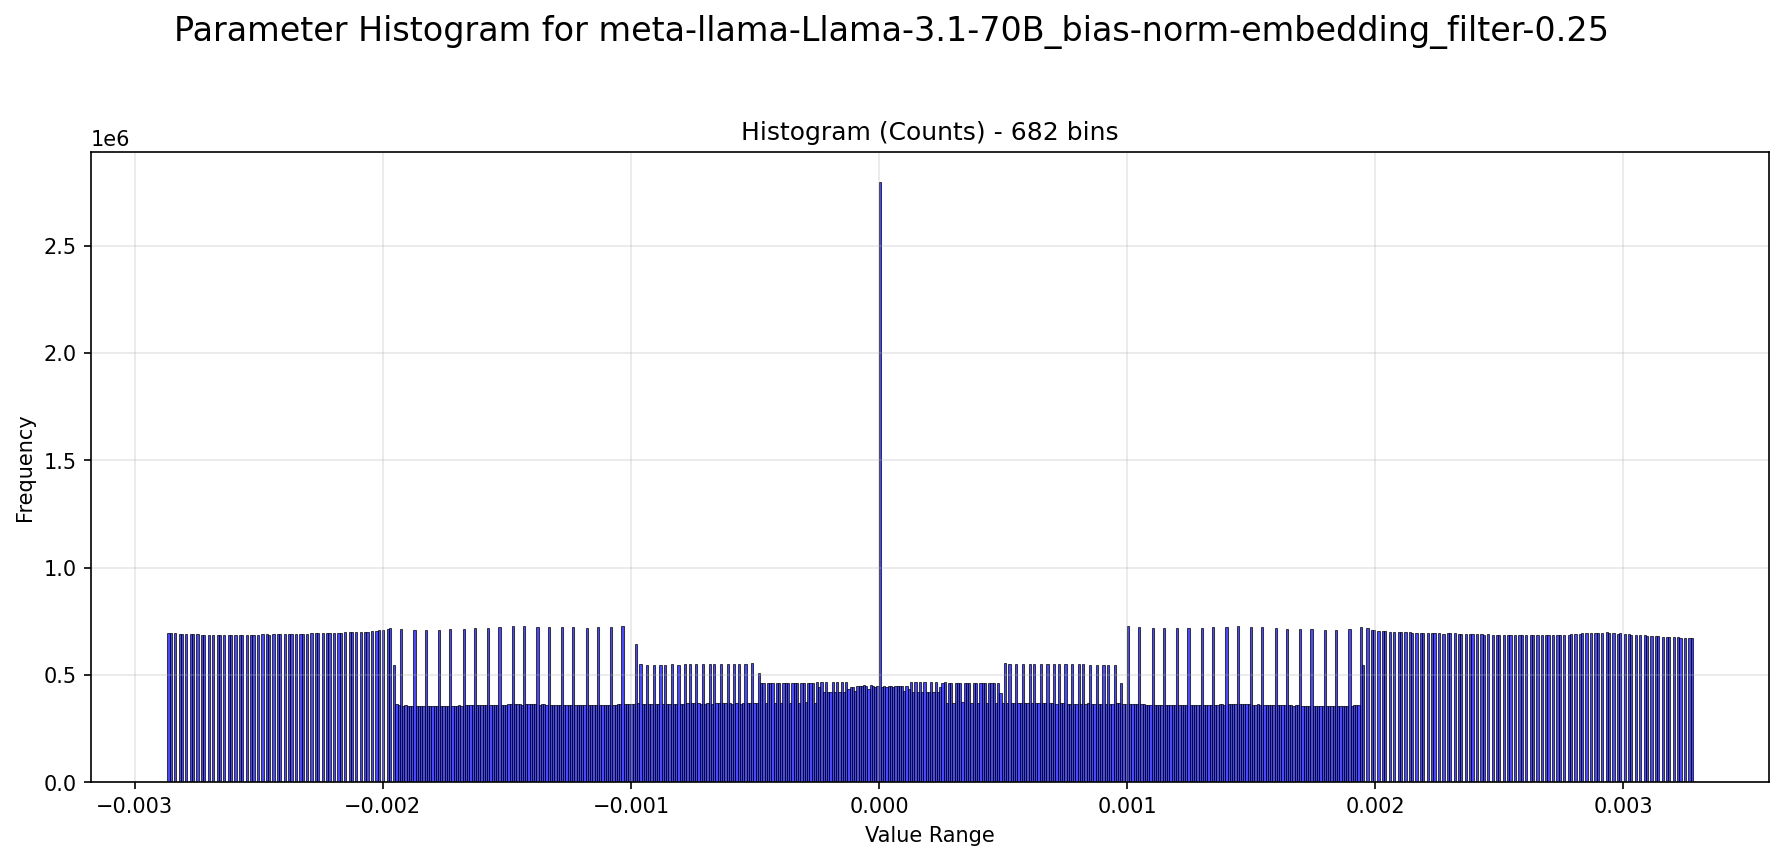 Parameter Histogram for meta-llama-Llama-3.1-70B_bias-norm-embedding_filter-0.25
Histogram (Counts) - 682 bins
1e6
2.5
2.0
1.5
1.0
0.5
0.0
Frequency
−0.003 −0.002 −0.001 0.000 0.001 0.002 0.003
Value Range